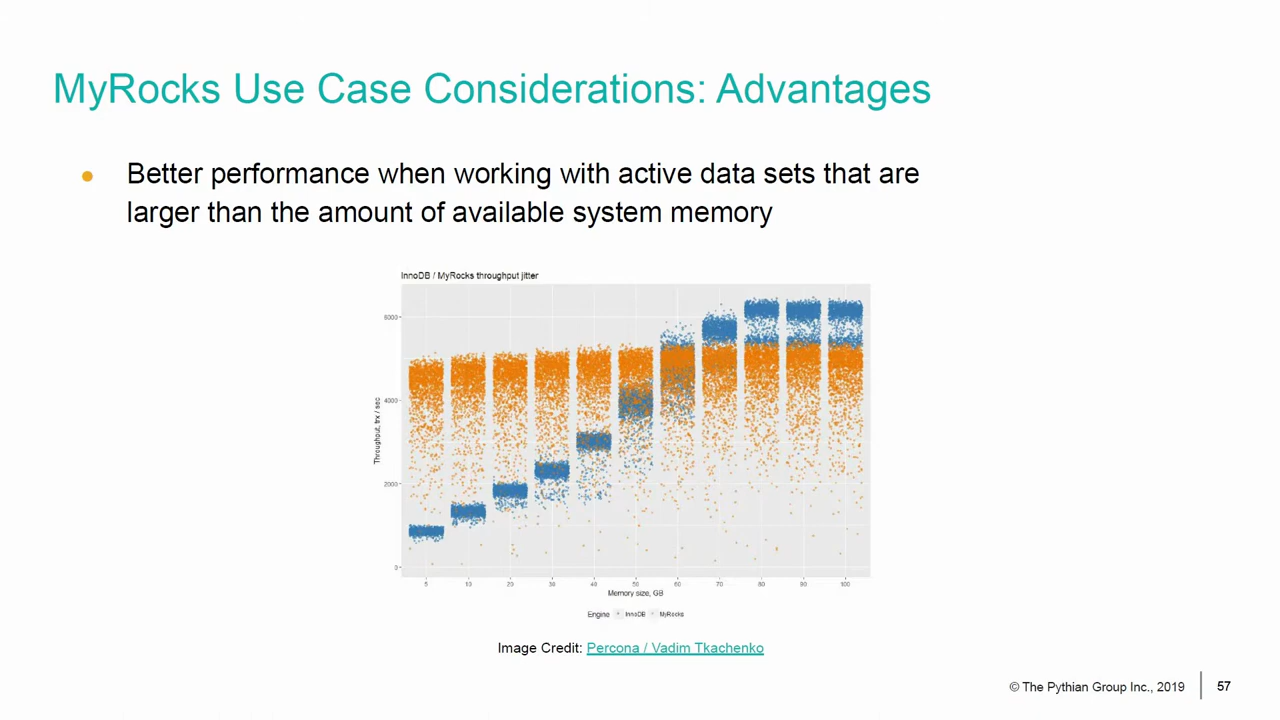 MyRocks Use Case Considerations: Advantages
● Better performance when working with active data sets that are
larger than the amount of available system memory
InnoDB / MyRocks throughput jitter
6000
4000
2000
0
Throughout, trx / sec
5 10 20 30 40 50 60 70 80 90 100
Memory size, GB
Engine InnoDB MyRocks
Image Credit: Percona / Vadim Tkachenko
© The Pythian Group Inc., 2019 57